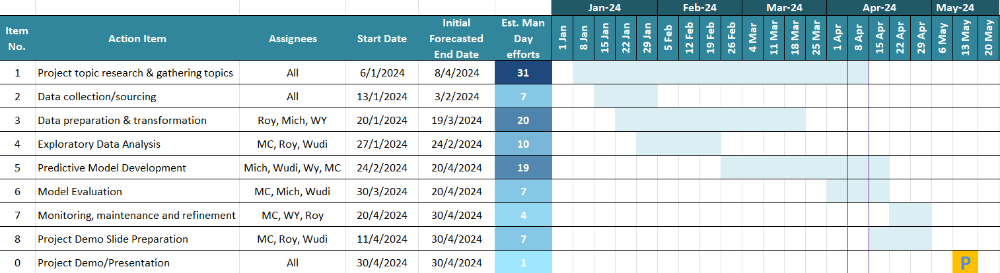 Jan-24 Feb-24 Mar-24 Apr-24 May-24
Item No. Action Item Assignees Start Date Initial Forecasted End Date Est. Man Day efforts 1 Jan 8 Jan 15 Jan 22 Jan 29 Jan 5 Feb 12 Feb 19 Feb 26 Feb 4 Mar 11 Mar 18 Mar 25 Mar 1 Apr 8 Apr 15 Apr 22 Apr 29 Apr 6 May 13 May 20 May
1 Project topic research & gathering topics All 6/1/2024 8/4/2024 31
2 Data collection/sourcing All 13/1/2024 3/2/2024 7
3 Data preparation & transformation Roy, Mich, WY 20/1/2024 19/3/2024 20
4 Exploratory Data Analysis MC, Roy, Wudi 27/1/2024 24/2/2024 10
5 Predictive Model Development Mich, Wudi, Wy, MC 24/2/2024 20/4/2024 19
6 Model Evaluation MC, Mich, Wudi 30/3/2024 20/4/2024 7
7 Monitoring, maintenance and refinement MC, WY, Roy 20/4/2024 30/4/2024 4
8 Project Demo Slide Preparation MC, Roy, Wudi 11/4/2024 30/4/2024 7
0 Project Demo/Presentation All 30/4/2024 30/4/2024 1 P